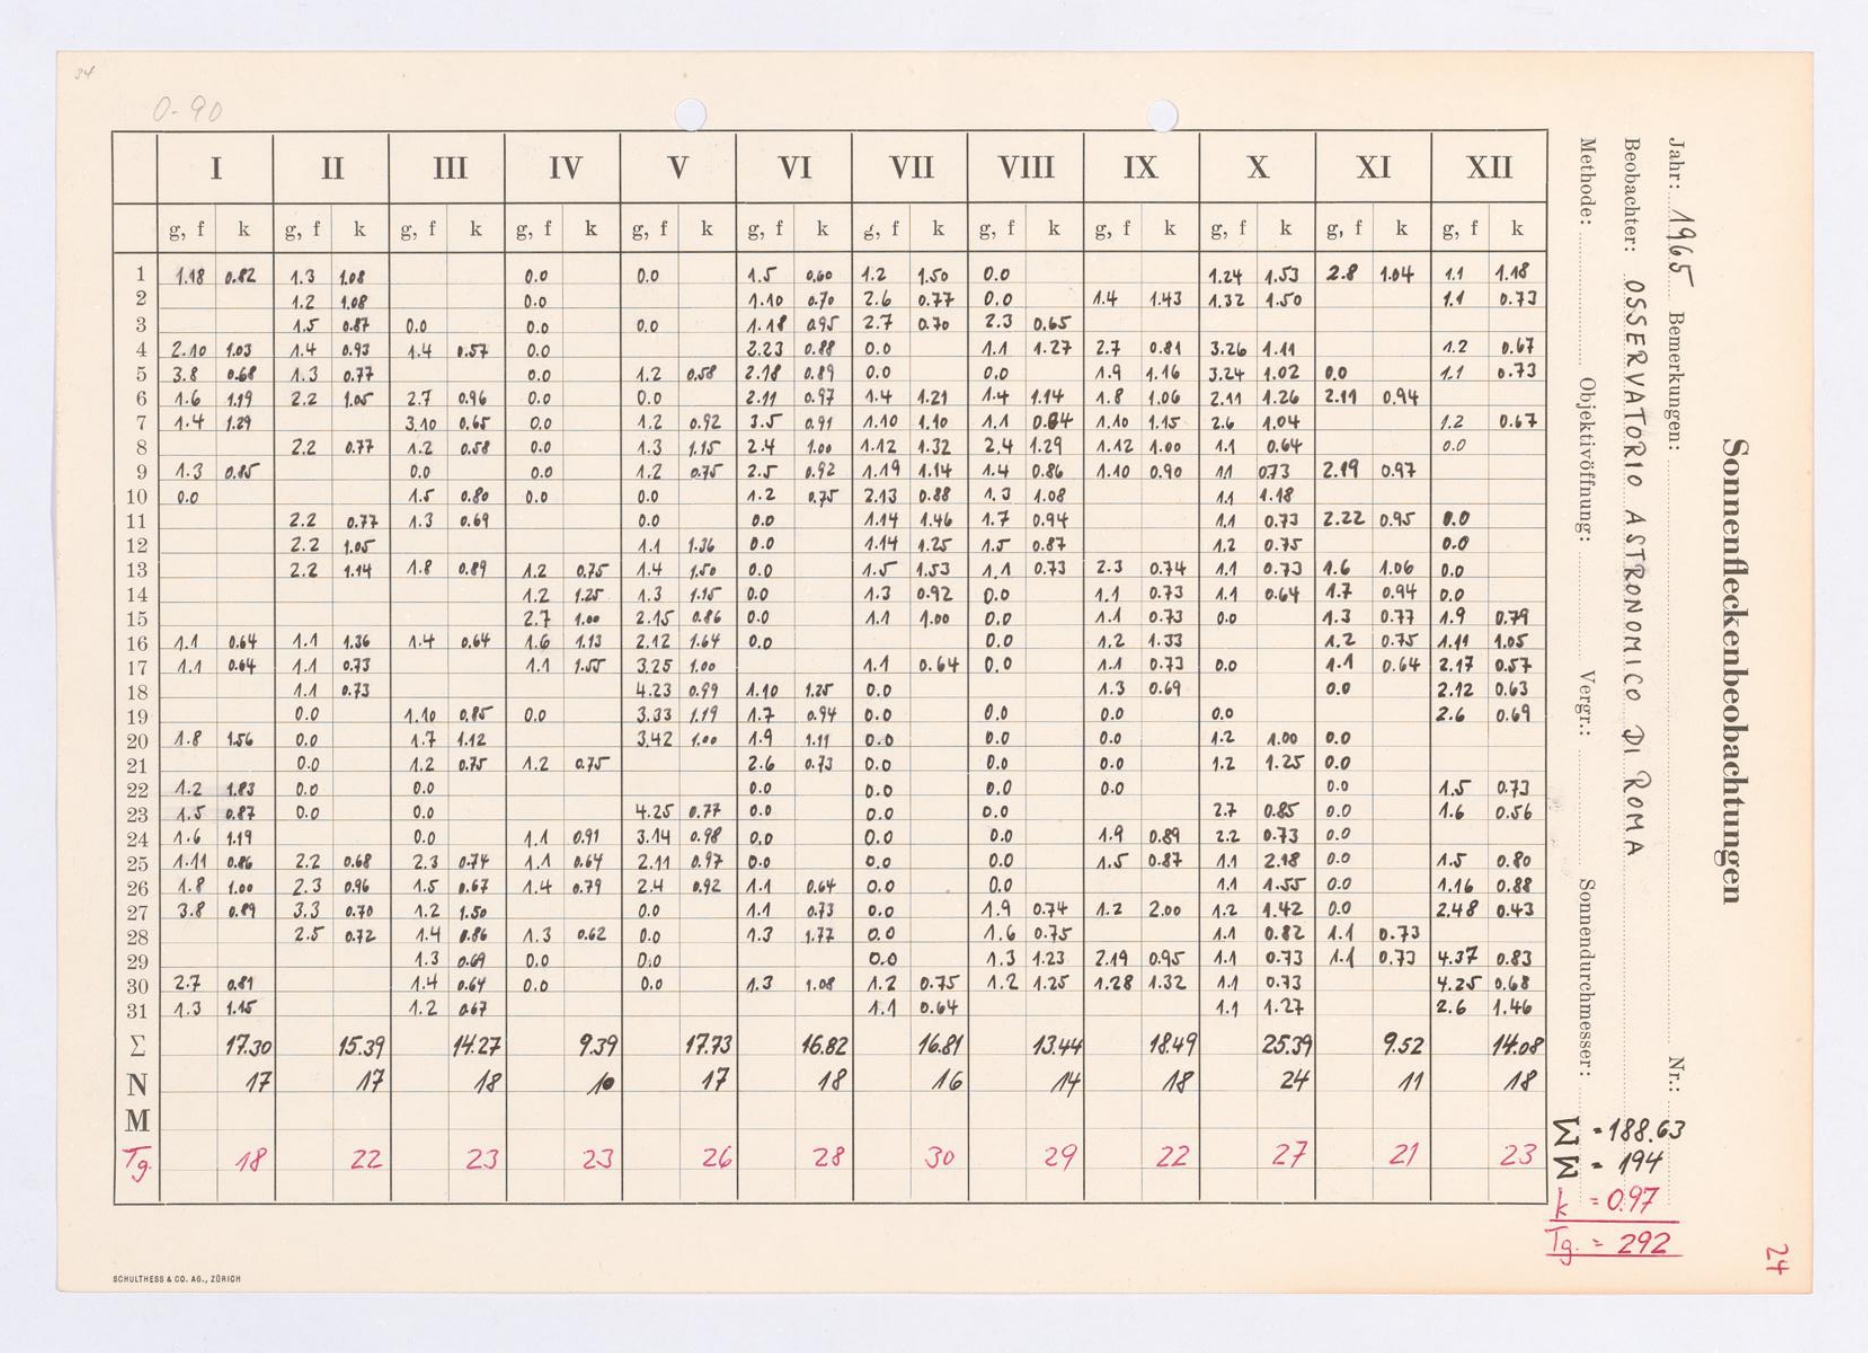 34
0-90
I II III IV V VI VII VIII IX X XI XII
g, f k g, f k g, f k g, f k g, f k g, f k g, f k g, f k g, f k g, f k g, f k g, f k
1 1.18 0.82 1.3 1.08 0.0 0.0 1.5 0.60 1.2 1.50 0.0 1.24 1.53 2.8 1.04 1.1 1.18
2 1.2 1.08 0.0 1.10 0.70 2.6 0.77 0.0 1.4 1.43 1.32 1.50 1.1 0.73
3 1.5 0.87 0.0 0.0 0.0 1.18 0.95 2.7 0.70 2.3 0.65
4 2.10 1.03 1.4 0.93 1.4 0.57 0.0 2.23 0.88 0.0 1.1 1.27 2.7 0.81 3.26 1.11 1.2 0.67
5 3.8 0.68 1.3 0.77 0.0 1.2 0.58 2.18 0.89 0.0 0.0 1.9 1.16 3.24 1.02 0.0 1.1 0.73
6 1.6 1.19 2.2 1.05 2.7 0.96 0.0 0.0 2.11 0.97 1.4 1.21 1.4 1.14 1.8 1.06 2.11 1.26 2.11 0.94
7 1.4 1.29 3.10 0.65 0.0 1.2 0.92 3.5 0.91 1.10 1.10 1.1 0.64 1.10 1.15 2.6 1.04 1.2 0.67
8 2.2 0.77 1.2 0.58 0.0 1.3 1.15 2.4 1.00 1.12 1.32 2.4 1.29 1.12 1.00 1.1 0.64 0.0
9 1.3 0.85 0.0 0.0 1.2 0.75 2.5 0.92 1.19 1.14 1.4 0.86 1.10 0.90 1.1 0.73 2.19 0.97
10 0.0 1.5 0.80 0.0 0.0 1.2 0.75 2.13 0.88 1.3 1.08 1.1 1.18
11 2.2 0.77 1.3 0.69 0.0 0.0 1.14 1.46 1.7 0.94 1.1 0.73 2.22 0.95 0.0
12 2.2 1.05 1.1 1.36 0.0 1.14 1.25 1.5 0.87 1.2 0.75 0.0
13 2.2 1.14 1.8 0.89 1.2 0.75 1.4 1.50 0.0 1.5 1.53 1.1 0.73 2.3 0.74 1.1 0.73 1.6 1.06 0.0
14 1.2 1.25 1.3 1.15 0.0 1.3 0.92 0.0 1.1 0.73 1.1 0.64 1.7 0.94 0.0
15 2.7 1.00 2.15 0.86 0.0 1.1 1.00 0.0 1.1 0.73 0.0 1.3 0.77 1.9 0.79
16 1.1 0.64 1.1 1.36 1.4 0.64 1.6 1.13 2.12 1.64 0.0 0.0 1.2 1.33 1.2 0.75 1.11 1.05
17 1.1 0.64 1.1 0.73 1.1 1.55 3.25 1.00 1.1 0.64 0.0 1.1 0.73 0.0 1.1 0.64 2.17 0.57
18 1.1 0.73 4.23 0.99 1.10 1.25 0.0 1.3 0.69 0.0 2.12 0.63
19 0.0 1.10 0.85 0.0 3.33 1.19 1.7 0.94 0.0 0.0 0.0 0.0 2.6 0.69
20 1.8 1.56 0.0 1.7 1.12 3.42 1.00 1.9 1.11 0.0 0.0 0.0 1.2 1.00 0.0
21 0.0 1.2 0.75 1.2 0.75 2.6 0.73 0.0 0.0 0.0 1.2 1.25 0.0
22 1.2 1.83 0.0 0.0 0.0 0.0 0.0 0.0 0.0 1.5 0.73
23 1.5 0.87 0.0 0.0 4.25 0.77 0.0 0.0 0.0 2.7 0.85 0.0 1.6 0.56
24 1.6 1.19 0.0 1.1 0.91 3.14 0.98 0.0 0.0 0.0 1.9 0.89 2.2 0.73 0.0
25 1.11 0.86 2.2 0.68 2.3 0.74 1.1 0.64 2.11 0.97 0.0 0.0 0.0 1.5 0.87 1.1 2.18 0.0 1.5 0.80
26 1.8 1.00 2.3 0.96 1.5 0.67 1.4 0.79 2.4 0.92 1.1 0.64 0.0 0.0 1.1 1.55 0.0 1.16 0.88
27 3.8 0.89 3.3 0.70 1.2 1.50 0.0 1.1 0.73 0.0 1.9 0.74 1.2 2.00 1.2 1.42 0.0 2.48 0.43
28 2.5 0.72 1.4 0.86 1.3 0.62 0.0 1.3 1.77 0.0 1.6 0.75 1.1 0.82 1.1 0.73
29 1.3 0.69 0.0 0.0 0.0 1.3 1.23 2.19 0.95 1.1 0.73 1.1 0.73 4.37 0.83
30 2.7 0.81 1.4 0.64 0.0 0.0 1.3 1.08 1.2 0.75 1.2 1.25 1.28 1.32 1.1 0.73 4.25 0.68
31 1.3 1.15 1.2 0.67 1.1 0.64 1.1 1.27 2.6 1.46
Σ 17.30 15.39 14.27 9.39 17.73 16.82 16.81 13.44 18.49 25.39 9.52 14.08
N 17 17 18 10 17 18 16 14 18 24 11 18
M
Tg. 18 22 23 23 26 28 30 29 22 27 21 23
Sonnenfleckenbeobachtungen
Jahr: 1965 Bemerkungen: Nr.:
Beobachter: OSSERVATORIO ASTRONOMICO DI ROMA
Methode: Objektivöffnung: Vergr.: Sonnendurchmesser:
Σ = 188.63
Σ = 194
k = 0.97
Tg. = 292
24
SCHULTHESS & CO. AG., ZÜRICH